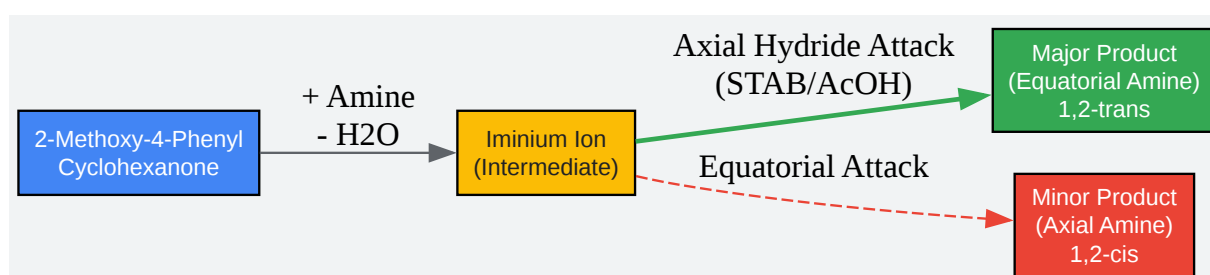 2-Methoxy-4-Phenyl
Cyclohexanone
+ Amine
- H2O
Iminium Ion
(Intermediate)
Axial Hydride Attack
(STAB/AcOH)
Equatorial Attack
Major Product
(Equatorial Amine)
1,2-trans
Minor Product
(Axial Amine)
1,2-cis